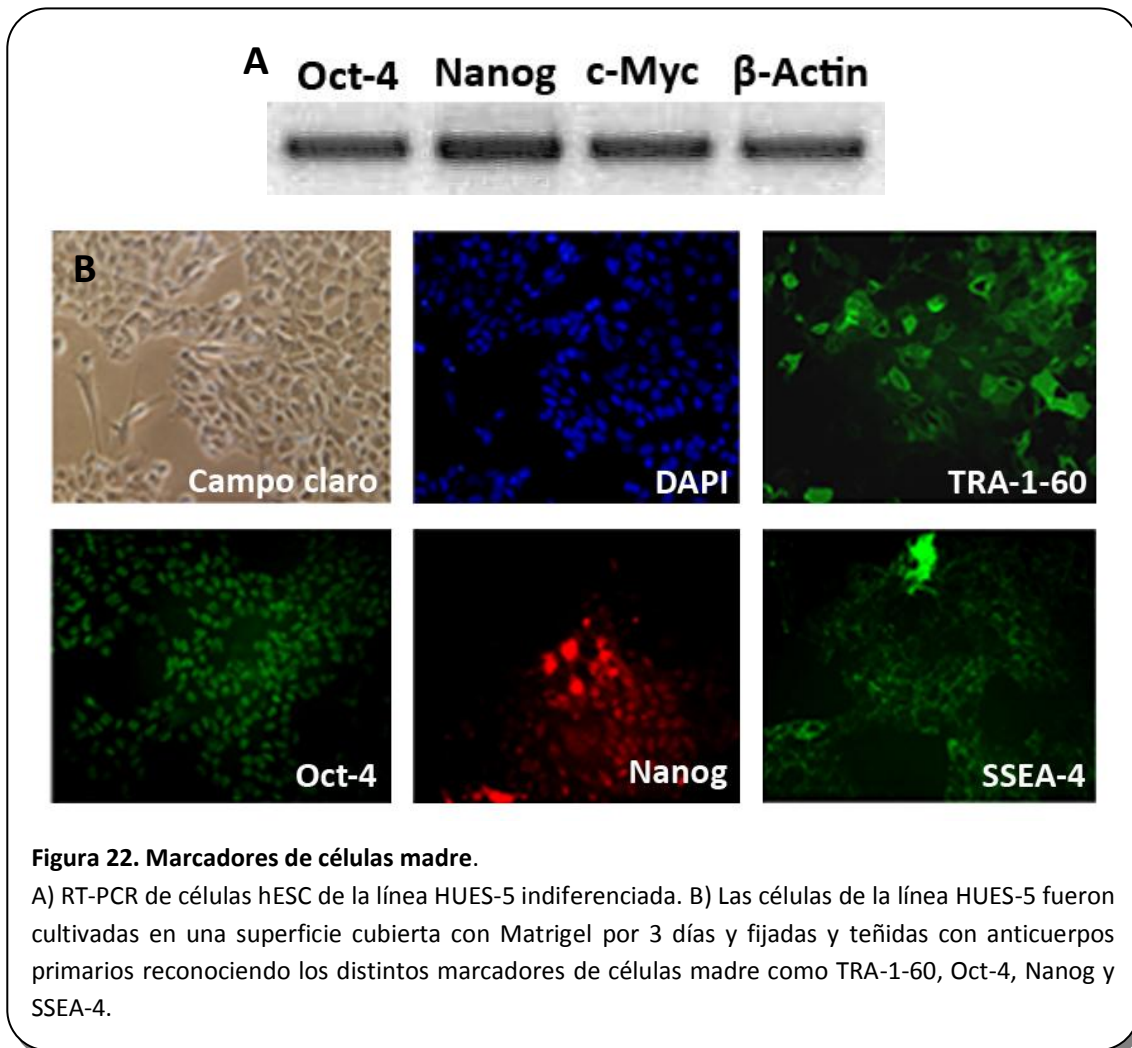 A Oct-4 Nanog c-Myc β-Actin
B
Campo claro DAPI TRA-1-60
Oct-4 Nanog SSEA-4
Figura 22. Marcadores de células madre.
A) RT-PCR de células hESC de la línea HUES-5 indiferenciada. B) Las células de la línea HUES-5 fueron
cultivadas en una superficie cubierta con Matrigel por 3 días y fijadas y teñidas con anticuerpos
primarios reconociendo los distintos marcadores de células madre como TRA-1-60, Oct-4, Nanog y
SSEA-4.